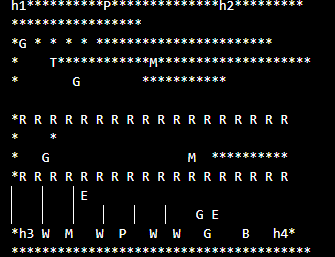 h1**********P**************h2**********
*****************
*G * * * * **********************
*    T************M********************
*       G        ***********
*R R R R R R R R R R R R R R R R R R
*    *
*   G                  M  **********
*R R R R R R R R R R R R R R R R R R
| | | E
| | | | | | G E
*h3 W M W P W W G B h4*
**************************************